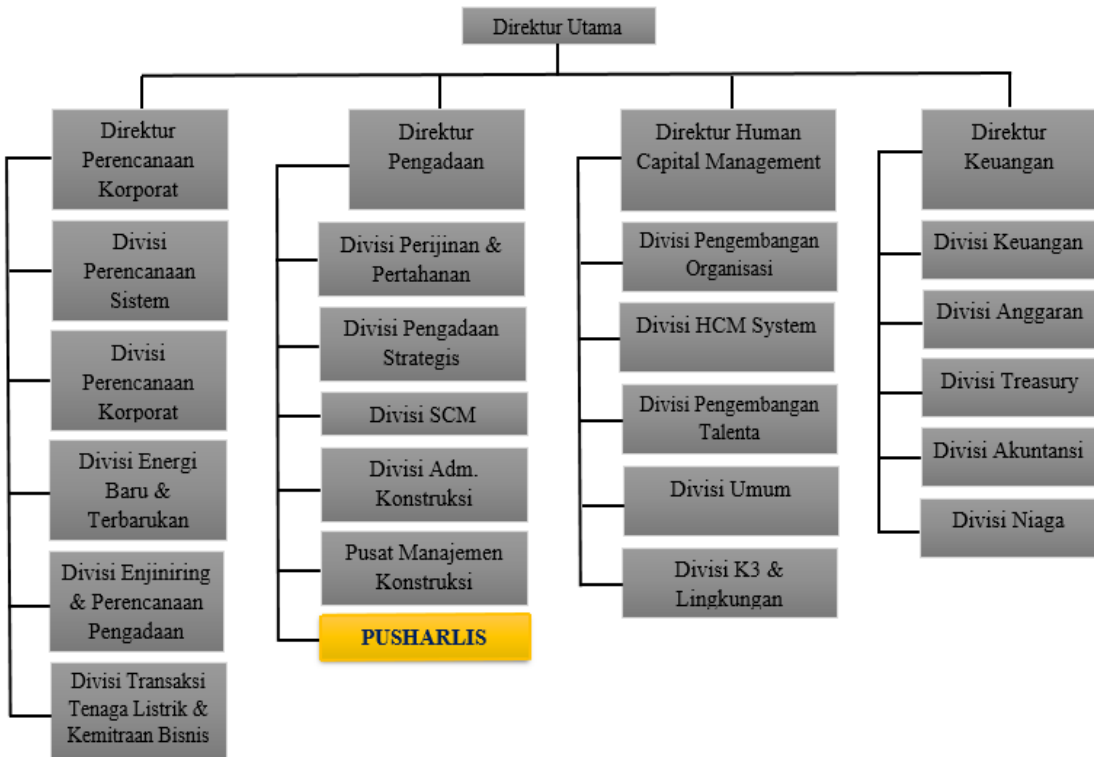 Direktur Utama
Direktur
Perencanaan
Korporat
Divisi
Perencanaan
Sistem
Divisi
Perencanaan
Korporat
Divisi Energi
Baru &
Terbarukan
Divisi Enjiniring
& Perencanaan
Pengadaan
Divisi Transaksi
Tenaga Listrik &
Kemitraan Bisnis
Direktur
Pengadaan
Divisi Perijinan &
Pertahanan
Divisi Pengadaan
Strategis
Divisi SCM
Divisi Adm.
Konstruksi
Pusat Manajemen
Konstruksi
PUSHARLIS
Direktur Human
Capital Management
Divisi Pengembangan
Organisasi
Divisi HCM System
Divisi Pengembangan
Talenta
Divisi Umum
Divisi K3 &
Lingkungan
Direktur
Keuangan
Divisi Keuangan
Divisi Anggaran
Divisi Treasury
Divisi Akuntansi
Divisi Niaga